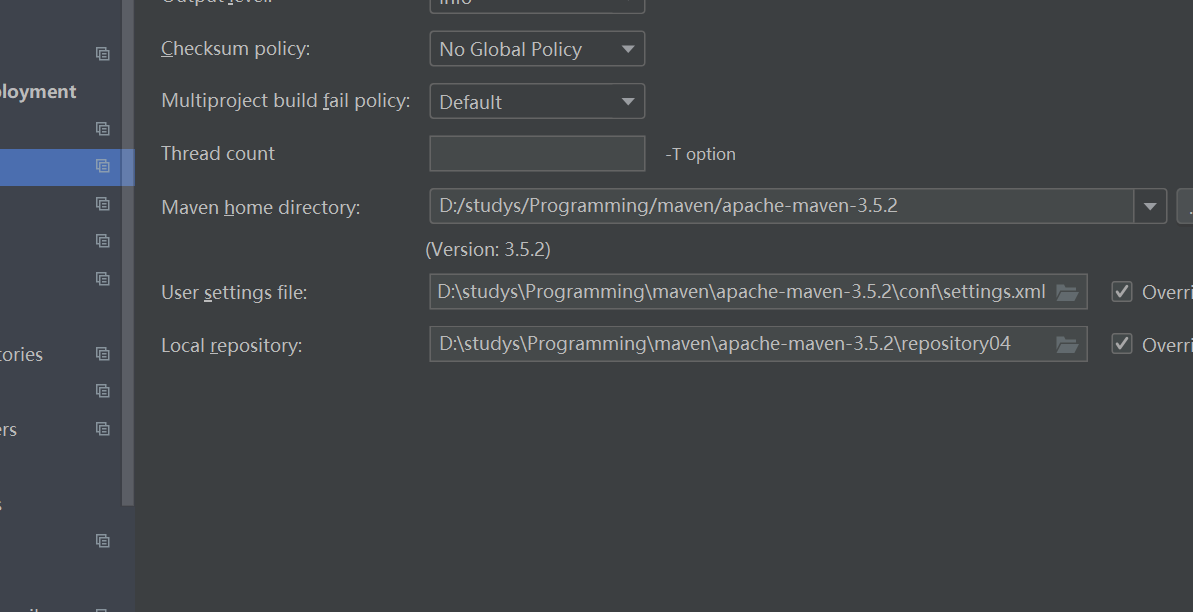 Info
Checksum policy:
No Global Policy
loyment
Multiproject build fail policy:
Default
Thread count
-T option
Maven home directory:
D:/studys/Programming/maven/apache-maven-3.5.2
(Version: 3.5.2)
User settings file:
D:\studys\Programming\maven\apache-maven-3.5.2\conf\settings.xml
Overri
tories
Local repository:
D:\studys\Programming\maven\apache-maven-3.5.2\repository04
Overri
ers